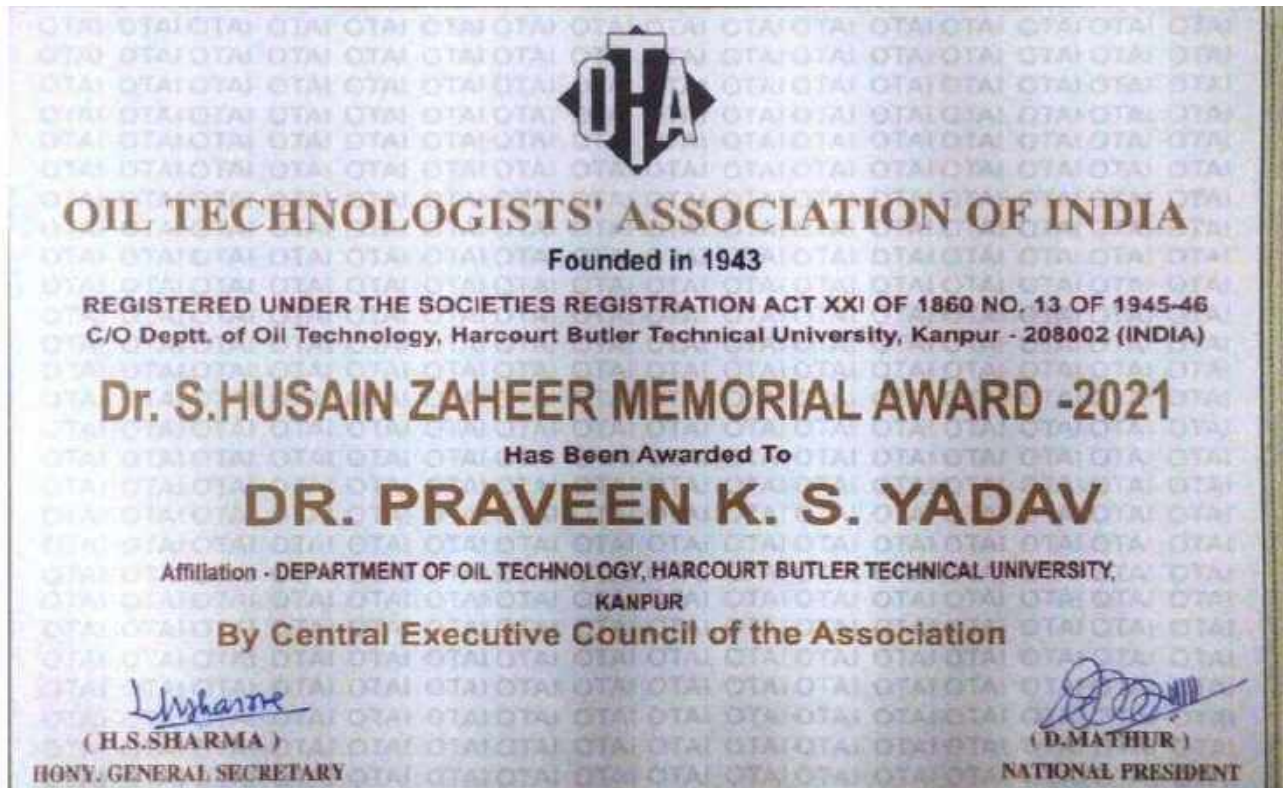 OTAI
OIL TECHNOLOGISTS' ASSOCIATION OF INDIA
Founded in 1943
REGISTERED UNDER THE SOCIETIES REGISTRATION ACT XXI OF 1860 NO. 13 OF 1945-46
C/O Deptt. of Oil Technology, Harcourt Butler Technical University, Kanpur - 208002 (INDIA)
Dr. S.HUSAIN ZAHEER MEMORIAL AWARD -2021
Has Been Awarded To
DR. PRAVEEN K. S. YADAV
Affiliation - DEPARTMENT OF OIL TECHNOLOGY, HARCOURT BUTLER TECHNICAL UNIVERSITY,
KANPUR
By Central Executive Council of the Association
(H.S.SHARMA)
HONY. GENERAL SECRETARY
(D.MATHUR)
NATIONAL PRESIDENT